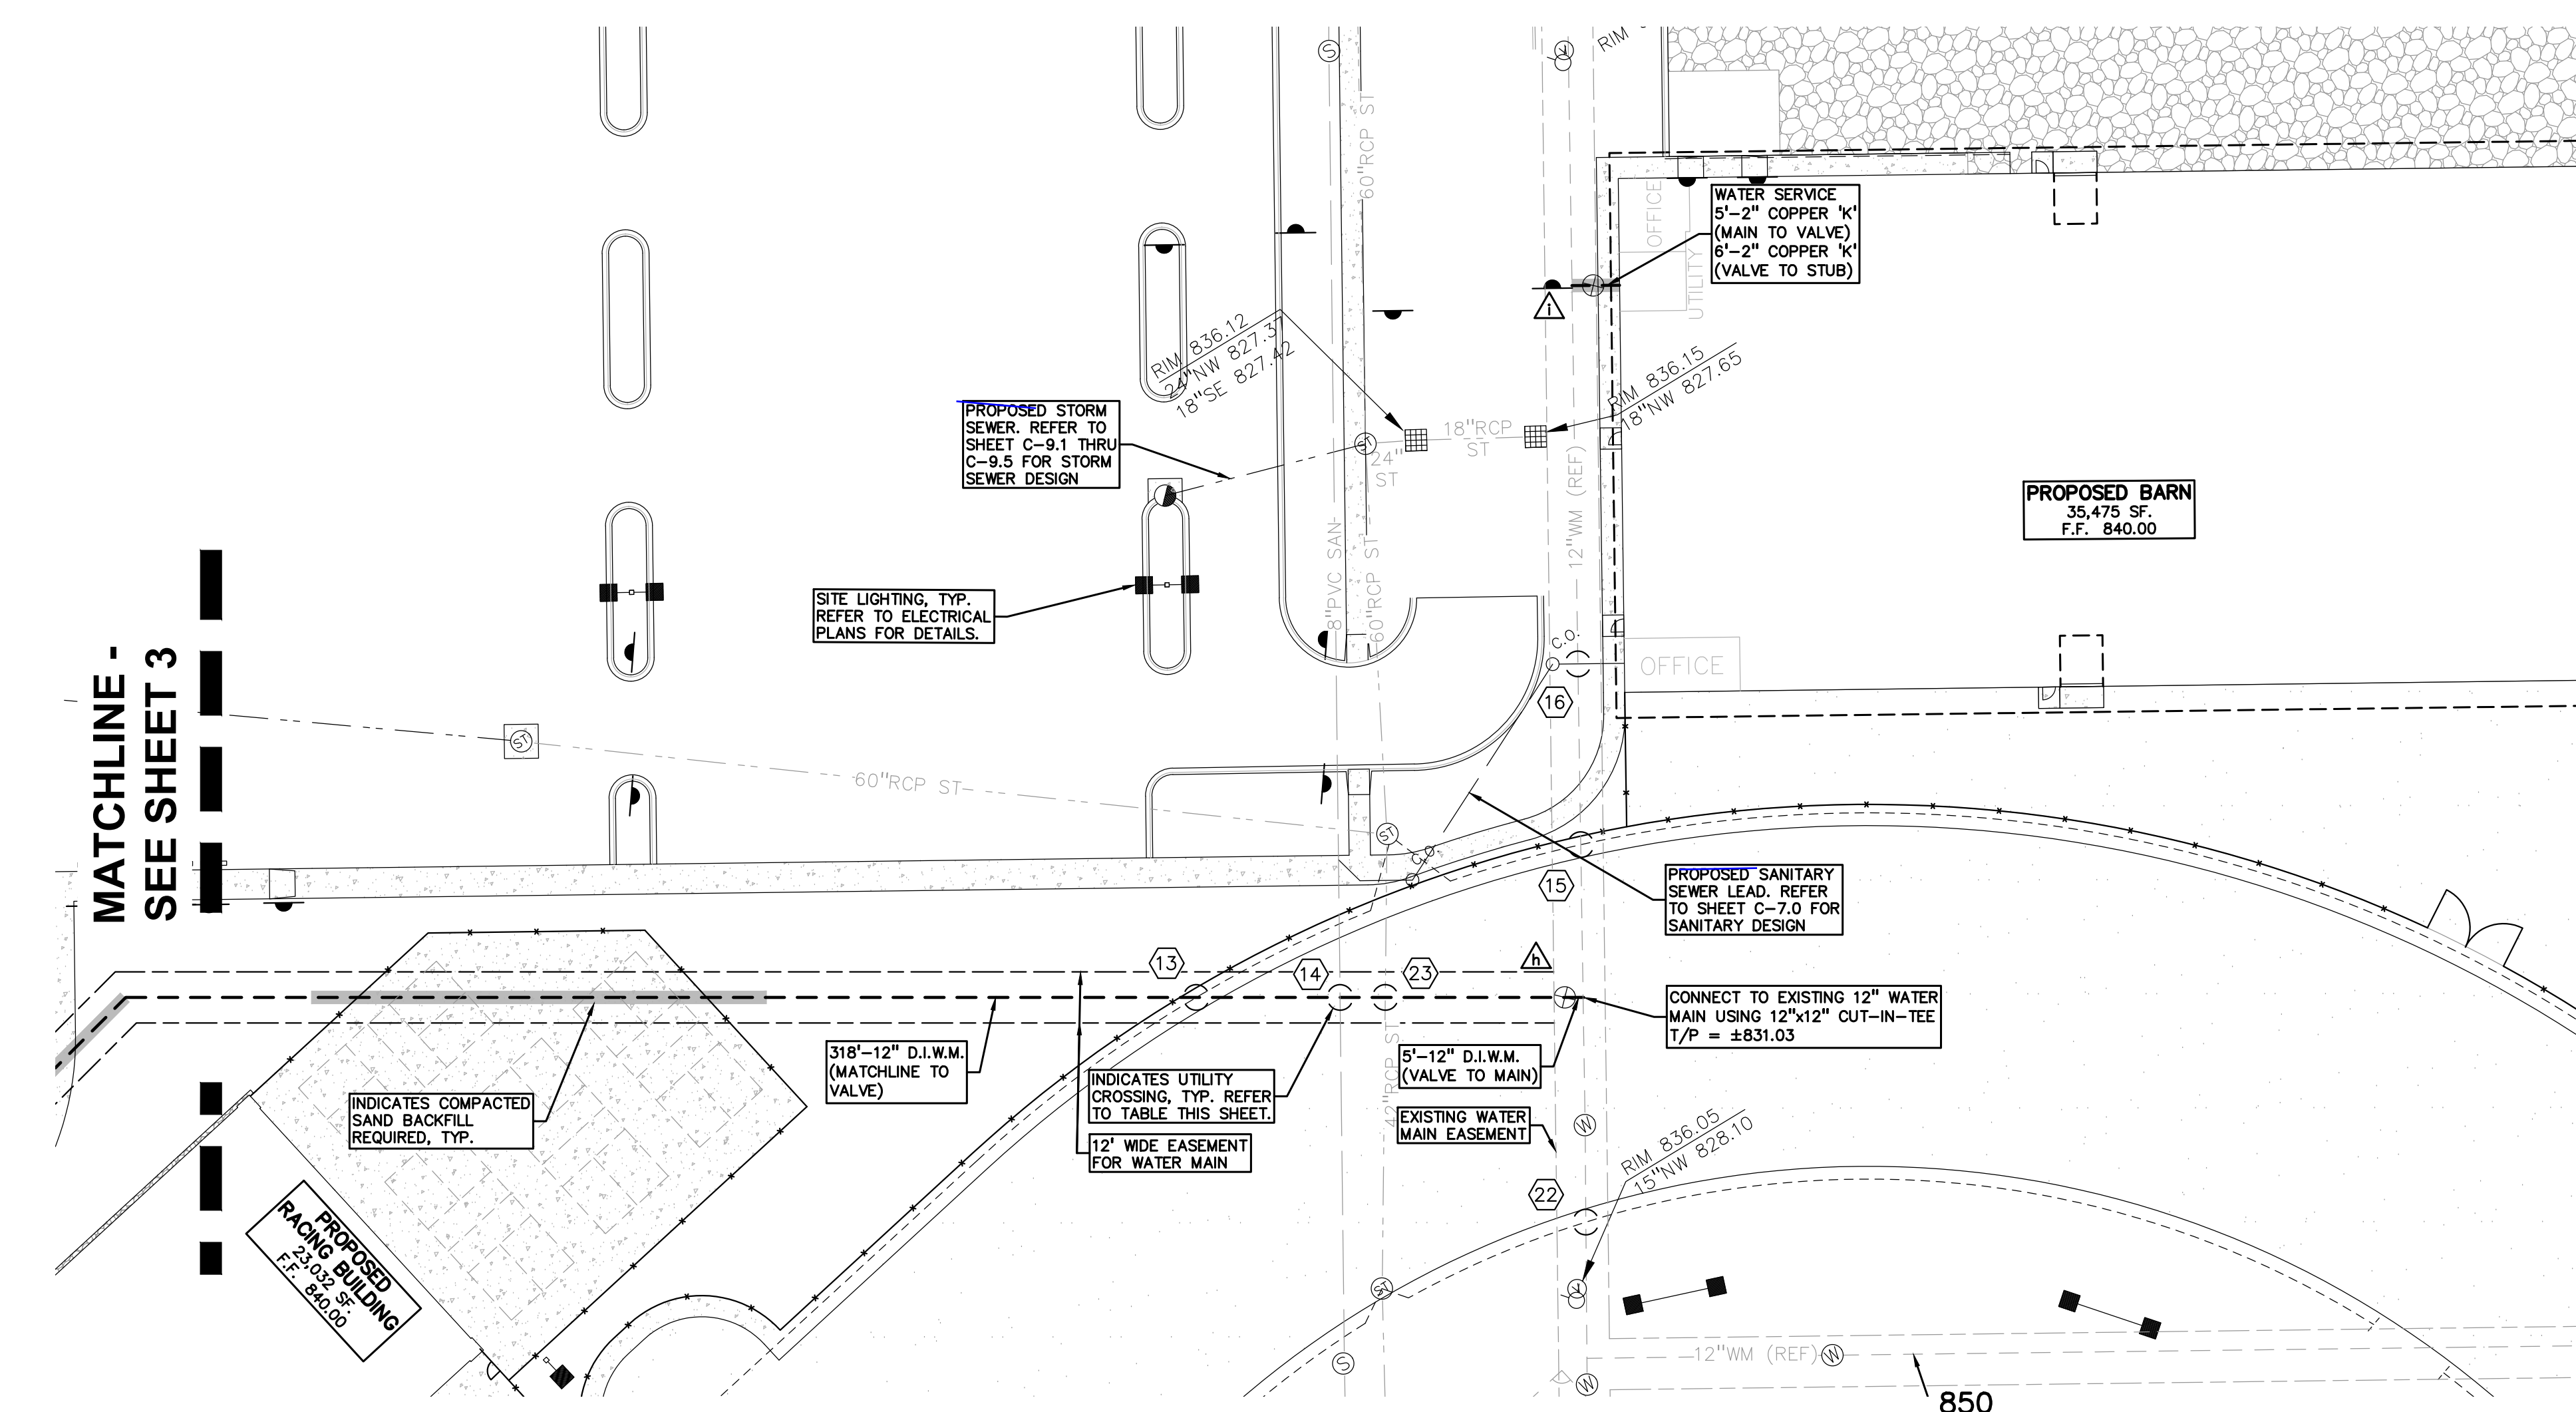 RIM
60"RCP ST
OFFICE
UTILITY
WATER SERVICE
5'-2" COPPER 'K'
(MAIN TO VALVE)
6'-2" COPPER 'K'
(VALVE TO STUB)
i
RIM 836.12
24"NW 827.37
18"SE 827.42
RIM 836.15
18"NW 827.65
PROPOSED STORM
SEWER. REFER TO
SHEET C-9.1 THRU
C-9.5 FOR STORM
SEWER DESIGN
ST
24"
ST
18"RCP
ST
12"WM (REF)
8"PVC SAN
60"RCP ST
PROPOSED BARN
35,475 SF.
F.F. 840.00
SITE LIGHTING, TYP.
REFER TO ELECTRICAL
PLANS FOR DETAILS.
C.O.
OFFICE
16
MATCHLINE -
SEE SHEET 3
ST
60"RCP ST
ST
C.O.
15
PROPOSED SANITARY
SEWER LEAD. REFER
TO SHEET C-7.0 FOR
SANITARY DESIGN
13
14
23
h
CONNECT TO EXISTING 12" WATER
MAIN USING 12"x12" CUT-IN-TEE
T/P = ±831.03
318'-12" D.I.W.M.
(MATCHLINE TO
VALVE)
5'-12" D.I.W.M.
(VALVE TO MAIN)
42"RCP ST
INDICATES UTILITY
CROSSING, TYP. REFER
TO TABLE THIS SHEET.
INDICATES COMPACTED
SAND BACKFILL
REQUIRED, TYP.
EXISTING WATER
MAIN EASEMENT
12' WIDE EASEMENT
FOR WATER MAIN
W
RIM 836.05
15"NW 828.10
22
PROPOSED
RACING BUILDING
23,032 SF.
F.F. 840.00
ST
S
12"WM (REF)
W
W
850
S